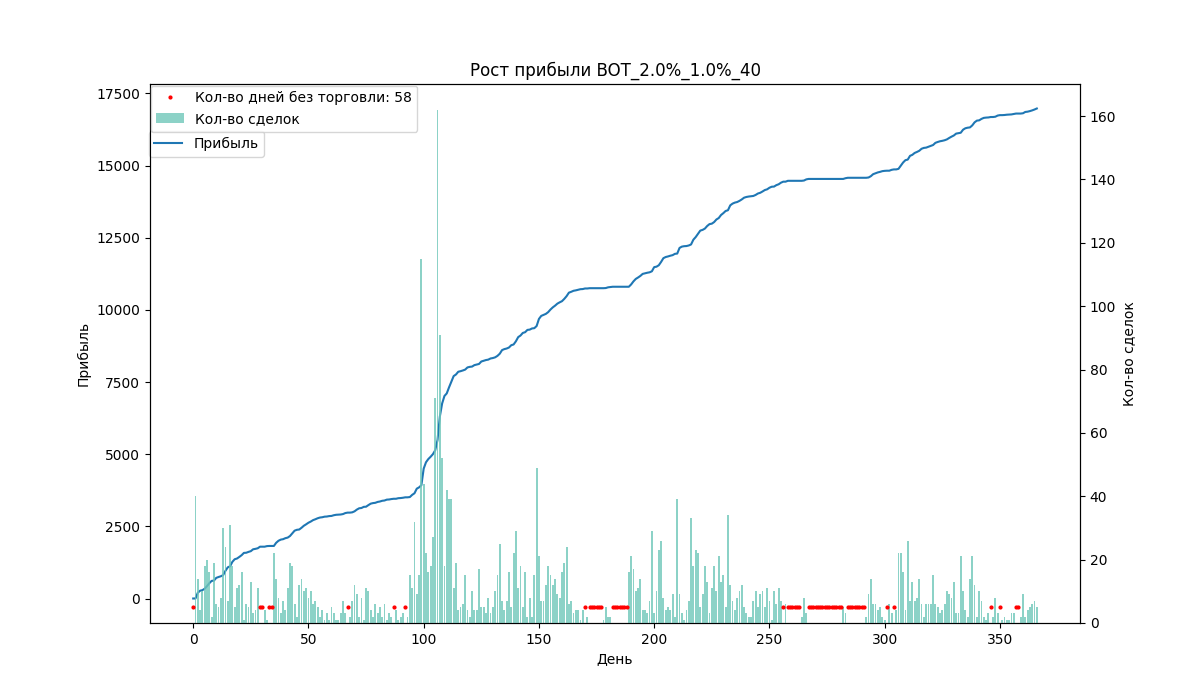 Рост прибыли BOT_2.0%_1.0%_40
Кол-во дней без торговли: 58
Кол-во сделок
Прибыль
17500
15000
12500
10000
7500
5000
2500
0
Прибыль
160
140
120
100
80
60
40
20
0
Кол-во сделок
0 50 100 150 200 250 300 350
День